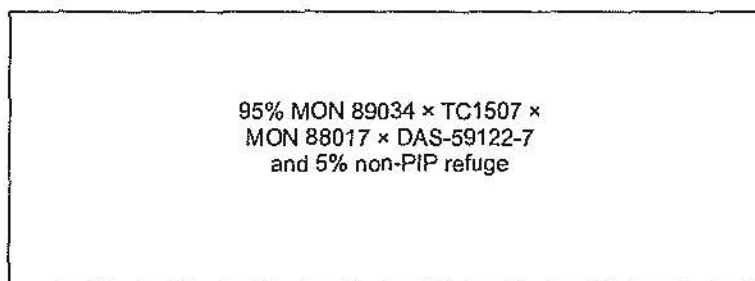 95% MON 89034 × TC1507 ×
MON 88017 × DAS-59122-7
and 5% non-PIP refuge